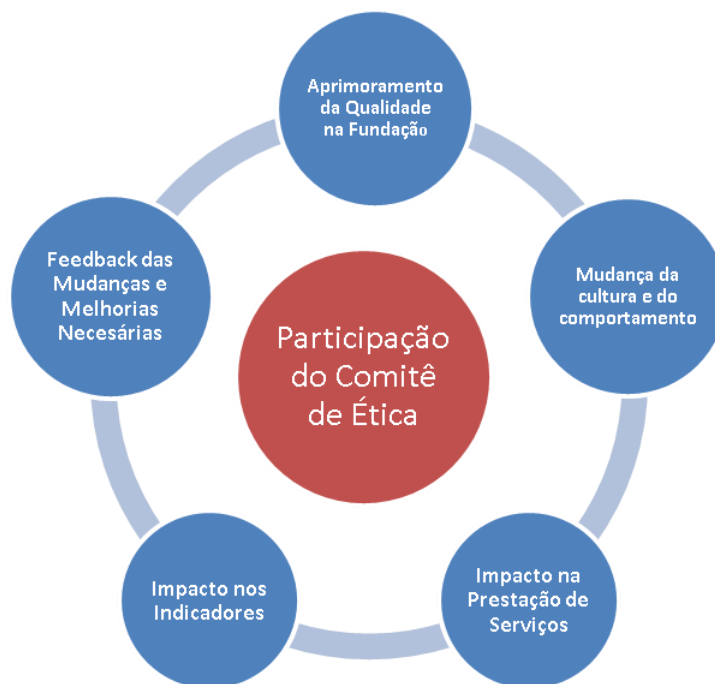 Aprimoramento
da Qualidade
na Fundação
Mudança da
cultura e do
comportamento
Impacto na
Prestação de
Serviços
Impacto nos
Indicadores
Feedback das
Mudanças e
Melhorias
Necesárias
Participação
do Comitê
de Ética